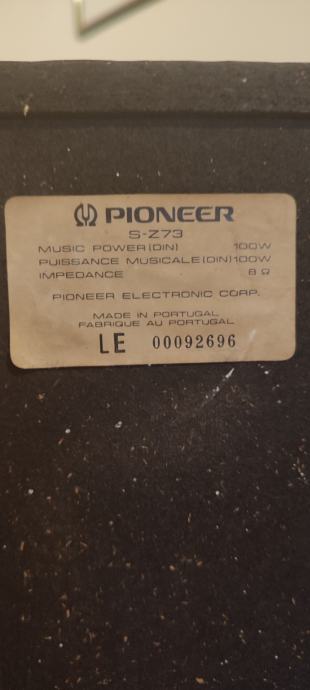 PIONEER
S-Z73
MUSIC POWER(DIN) 100W
PUISSANCE MUSICALE(DIN)100W
IMPEDANCE 8 Ω
PIONEER ELECTRONIC CORP.
MADE IN PORTUGAL
FABRIQUE AU PORTUGAL
LE 00092696